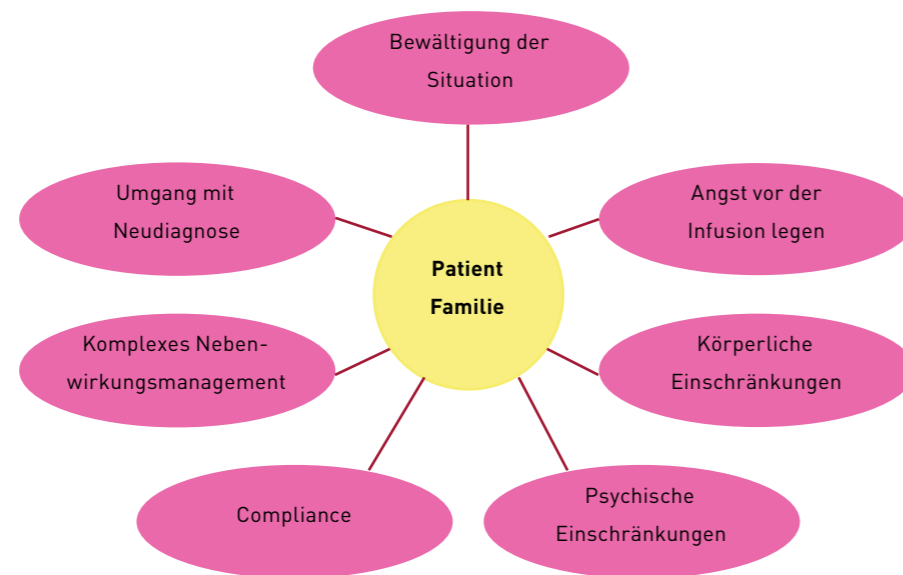 Bewältigung der
Situation
Umgang mit
Neudiagnose
Angst vor der
Infusion legen
Patient
Familie
Komplexes Neben-
wirkungsmanagement
Körperliche
Einschränkungen
Compliance
Psychische
Einschränkungen